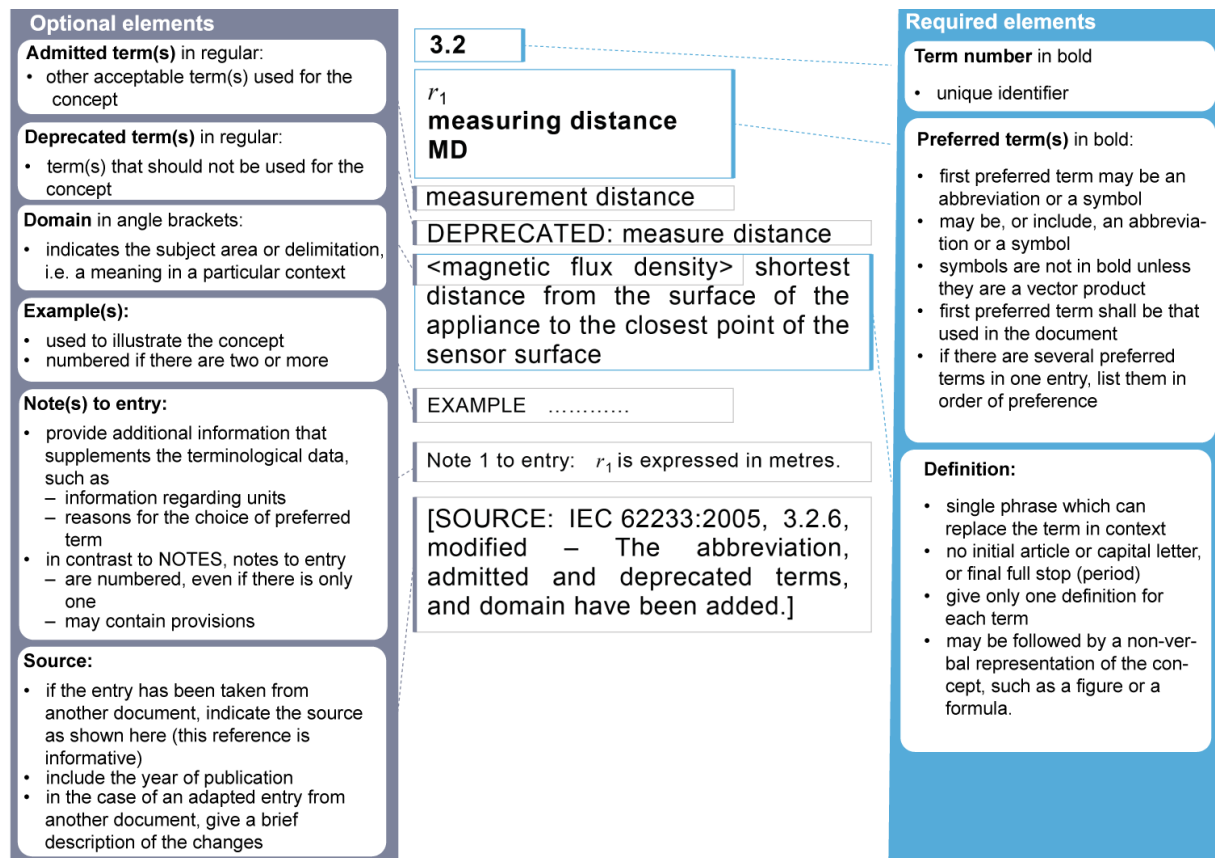 Optional elements
Admitted term(s) in regular:
• other acceptable term(s) used for the
concept
Deprecated term(s) in regular:
• term(s) that should not be used for the
concept
Domain in angle brackets:
• indicates the subject area or delimitation,
i.e. a meaning in a particular context
Example(s):
• used to illustrate the concept
• numbered if there are two or more
Note(s) to entry:
• provide additional information that
supplements the terminological data,
such as
– information regarding units
– reasons for the choice of preferred
term
• in contrast to NOTES, notes to entry
– are numbered, even if there is only
one
– may contain provisions
Source:
• if the entry has been taken from
another document, indicate the source
as shown here (this reference is
informative)
• include the year of publication
• in the case of an adapted entry from
another document, give a brief
description of the changes
3.2
r1
measuring distance
MD
measurement distance
DEPRECATED: measure distance
<magnetic flux density> shortest
distance from the surface of the
appliance to the closest point of the
sensor surface
EXAMPLE …………
Note 1 to entry: r1 is expressed in metres.
[SOURCE: IEC 62233:2005, 3.2.6,
modified – The abbreviation,
admitted and deprecated terms,
and domain have been added.]
Required elements
Term number in bold
• unique identifier
Preferred term(s) in bold:
• first preferred term may be an
abbreviation or a symbol
• may be, or include, an abbrevia-
tion or a symbol
• symbols are not in bold unless
they are a vector product
• first preferred term shall be that
used in the document
• if there are several preferred
terms in one entry, list them in
order of preference
Definition:
• single phrase which can
replace the term in context
• no initial article or capital letter,
or final full stop (period)
• give only one definition for
each term
• may be followed by a non-ver-
bal representation of the con-
cept, such as a figure or a
formula.